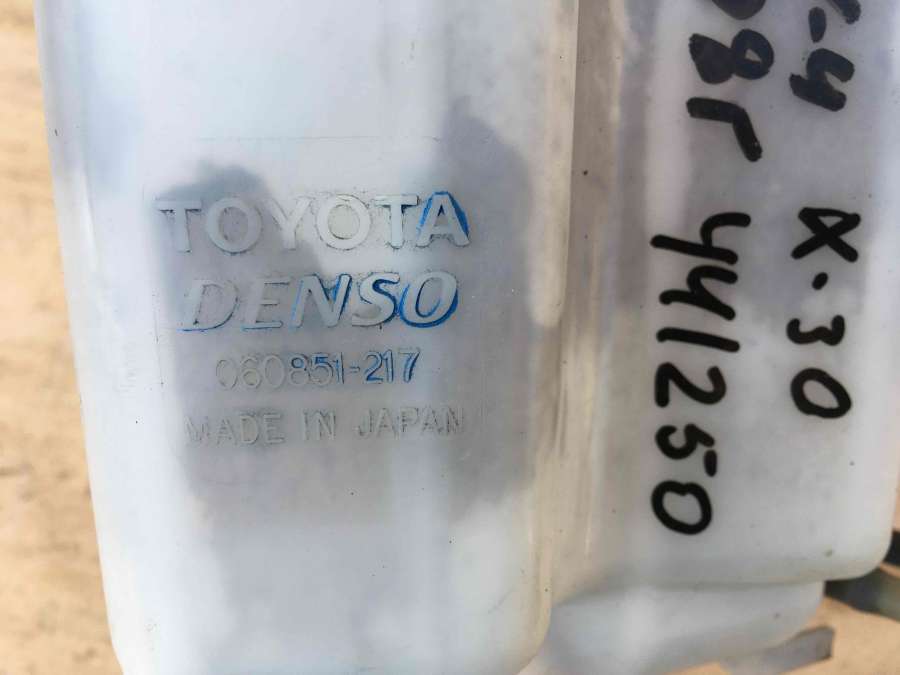 TOYOTA
DENSO
060851-217
MADE IN JAPAN
441250
X-30